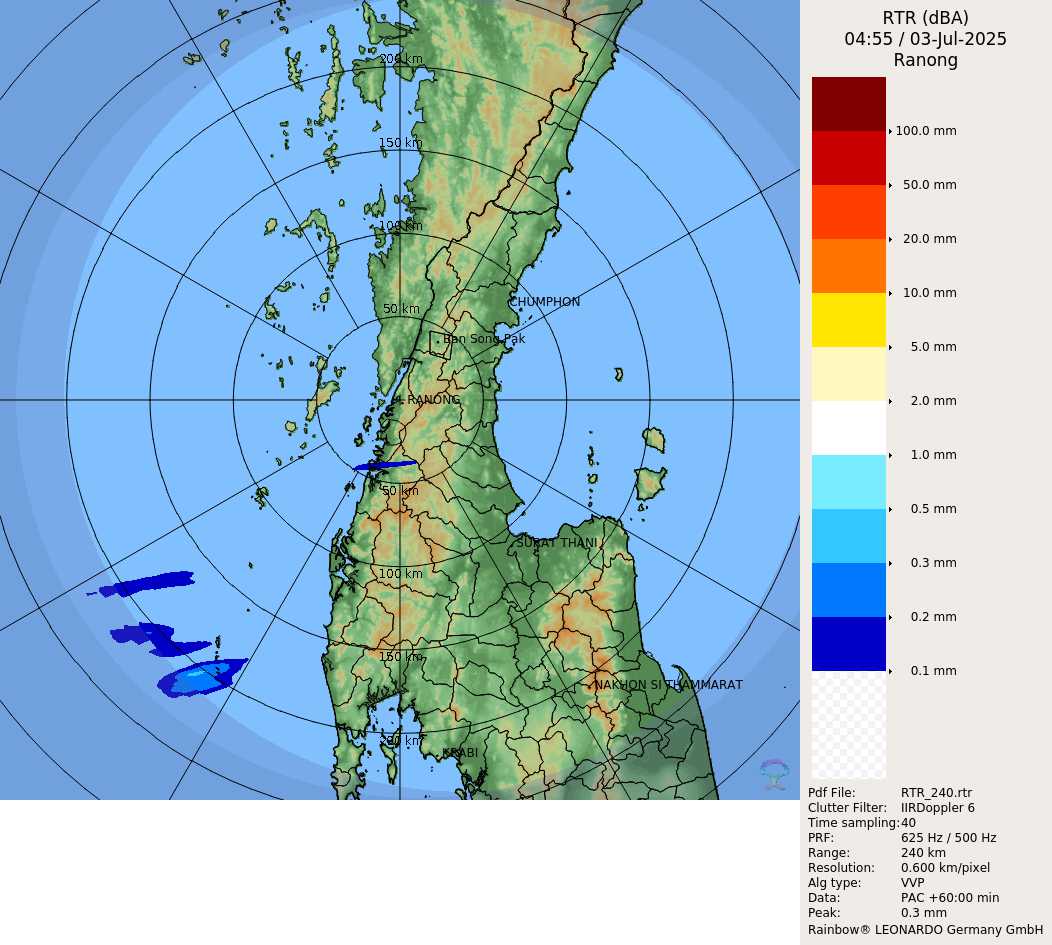 RTR (dBA)
04:55 / 03-Jul-2025
Ranong
200 km
150 km
100 km
50 km
CHUMPHON
Ban Song Pak
RANONG
50 km
SURAT THANI
100 km
150 km
NAKHON SI THAMMARAT
200 km
KRABI
100.0 mm
50.0 mm
20.0 mm
10.0 mm
5.0 mm
2.0 mm
1.0 mm
0.5 mm
0.3 mm
0.2 mm
0.1 mm
Pdf File: RTR_240.rtr
Clutter Filter: IIRDoppler 6
Time sampling:40
PRF: 625 Hz / 500 Hz
Range: 240 km
Resolution: 0.600 km/pixel
Alg type: VVP
Data: PAC +60:00 min
Peak: 0.3 mm
Rainbow® LEONARDO Germany GmbH